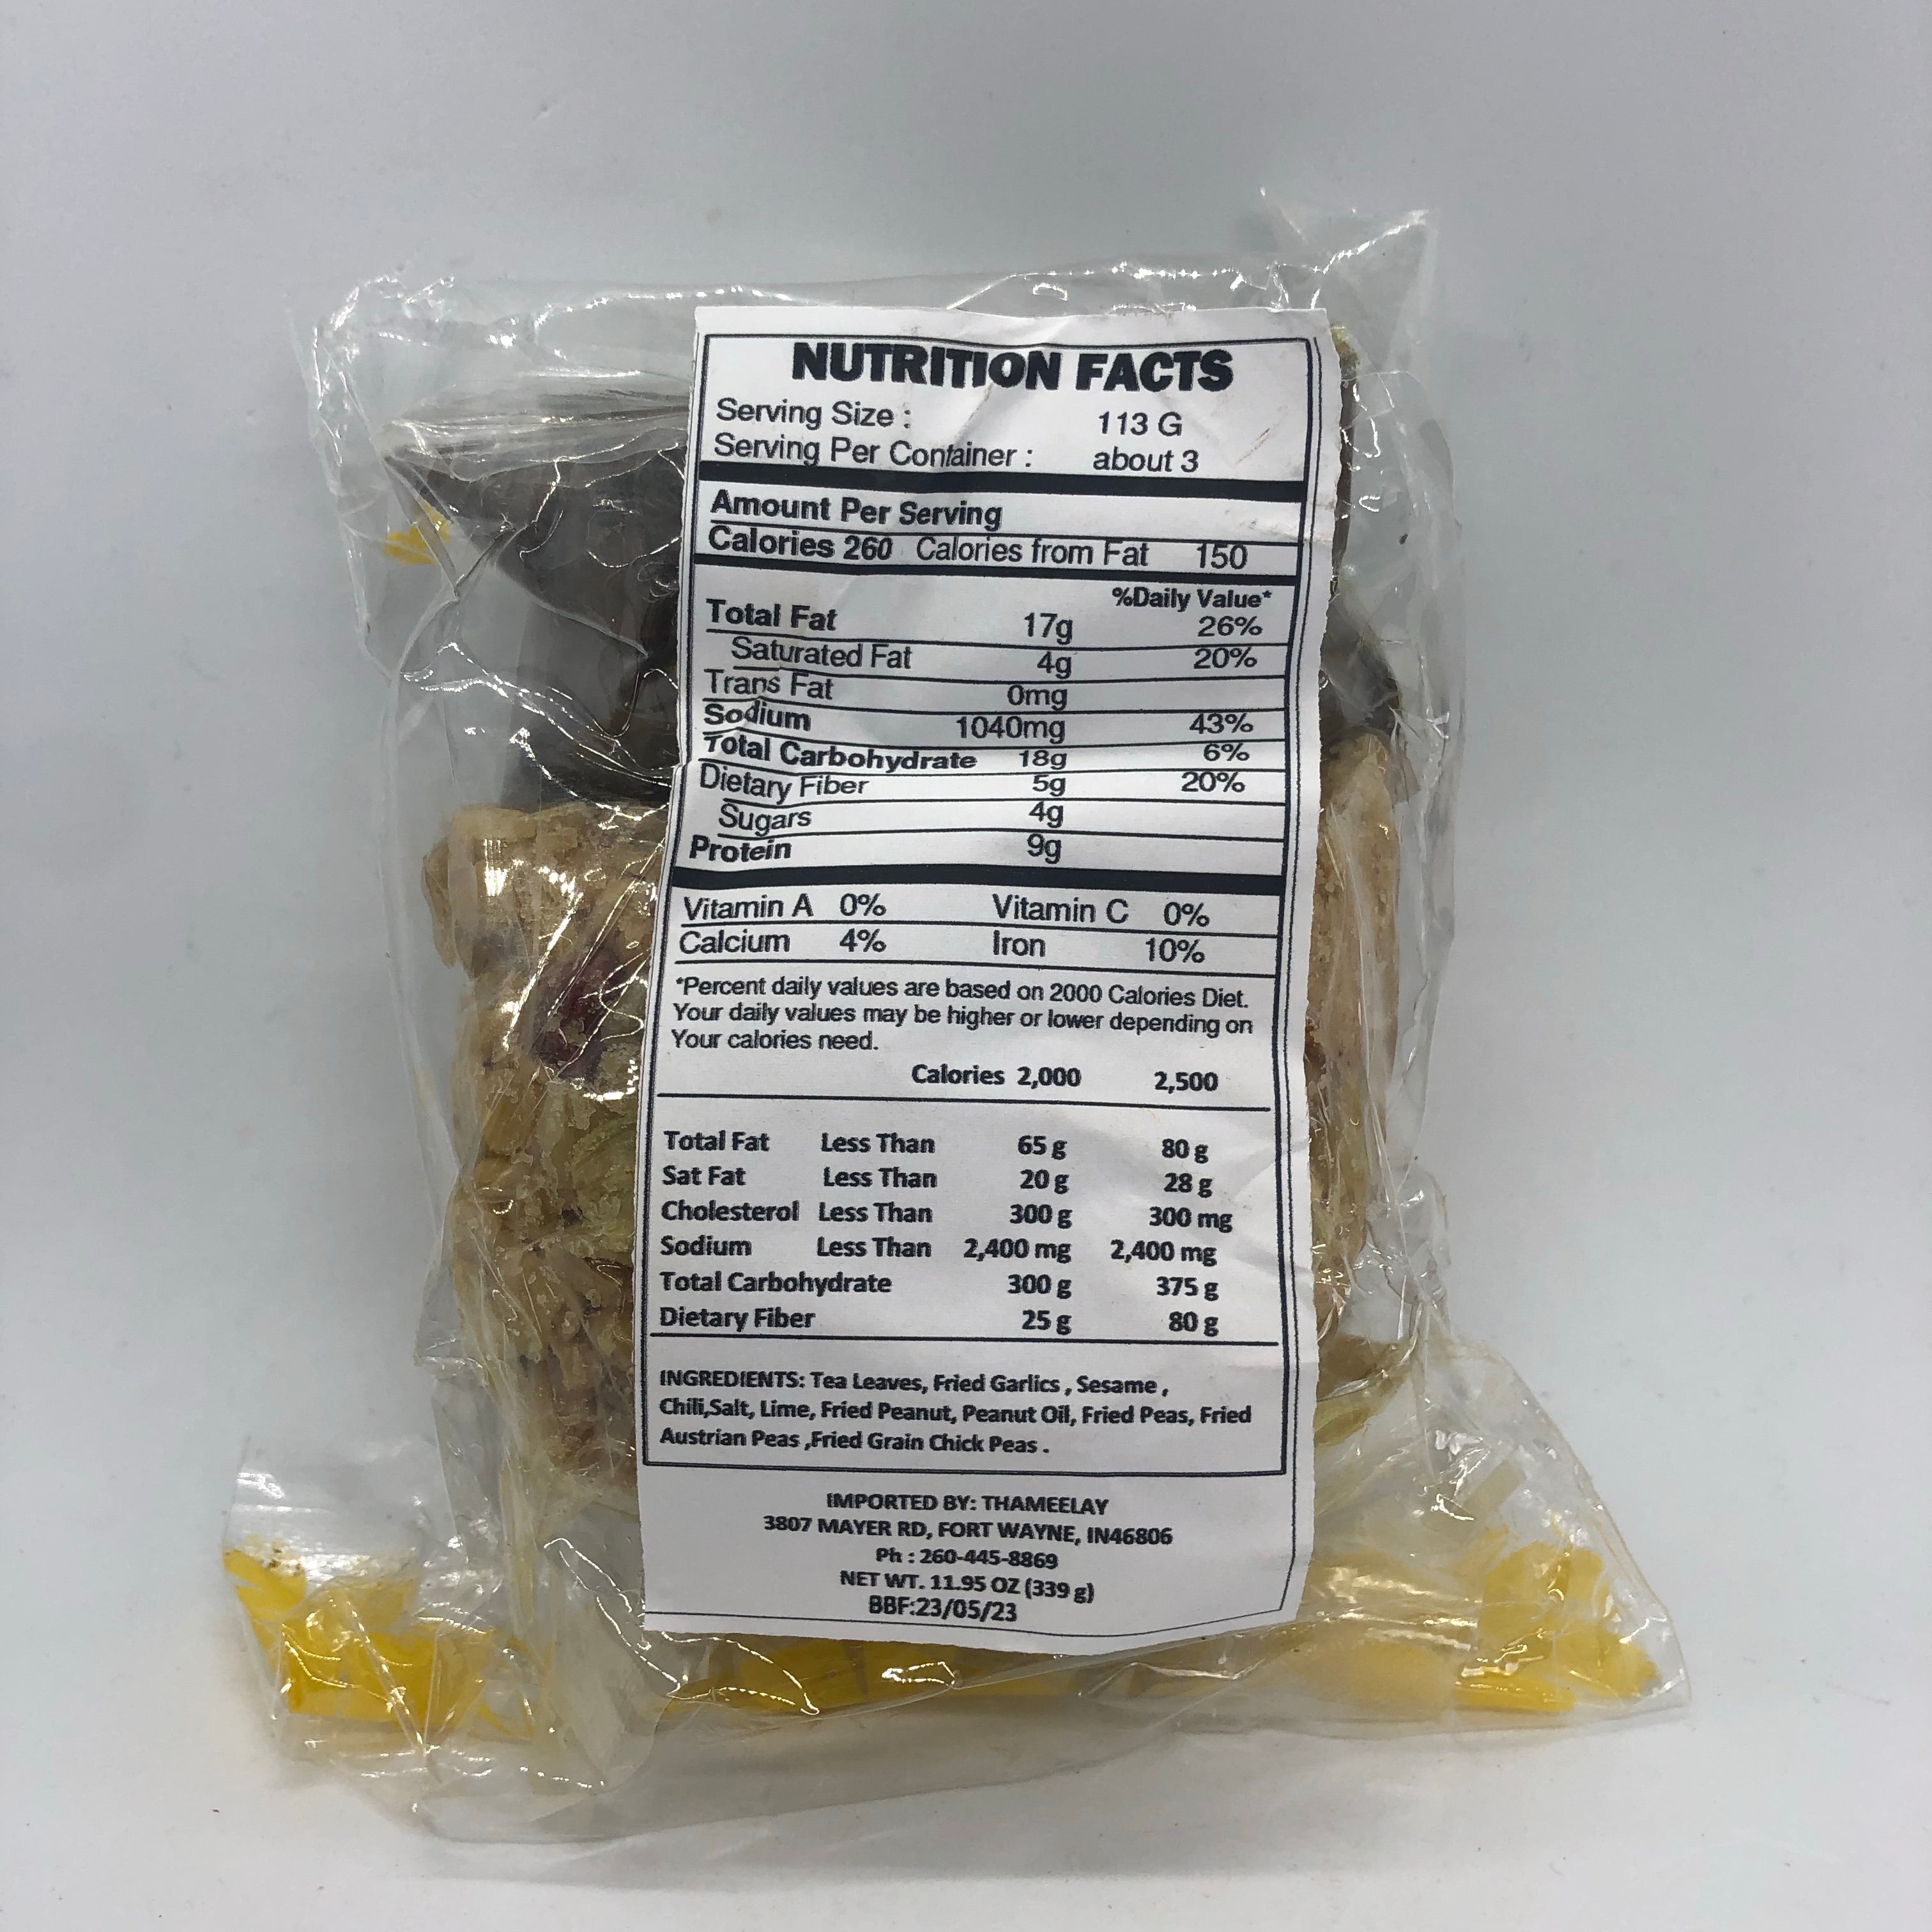 NUTRITION FACTS
Serving Size : 113 G
Serving Per Container : about 3
Amount Per Serving
Calories 260 Calories from Fat 150
%Daily Value*
Total Fat 17g 26%
Saturated Fat 4g 20%
Trans Fat 0mg
Sodium 1040mg 43%
Total Carbohydrate 18g 6%
Dietary Fiber 5g 20%
Sugars 4g
Protein 9g
Vitamin A 0% Vitamin C 0%
Calcium 4% Iron 10%
*Percent daily values are based on 2000 Calories Diet.
Your daily values may be higher or lower depending on
Your calories need.
Calories 2,000 2,500
Total Fat Less Than 65 g 80 g
Sat Fat Less Than 20 g 28 g
Cholesterol Less Than 300 g 300 mg
Sodium Less Than 2,400 mg 2,400 mg
Total Carbohydrate 300 g 375 g
Dietary Fiber 25 g 80 g
INGREDIENTS: Tea Leaves, Fried Garlics , Sesame ,
Chili,Salt, Lime, Fried Peanut, Peanut Oil, Fried Peas, Fried
Austrian Peas ,Fried Grain Chick Peas .
IMPORTED BY: THAMEELAY
3807 MAYER RD, FORT WAYNE, IN46806
Ph : 260-445-8869
NET WT. 11.95 OZ (339 g)
BBF:23/05/23